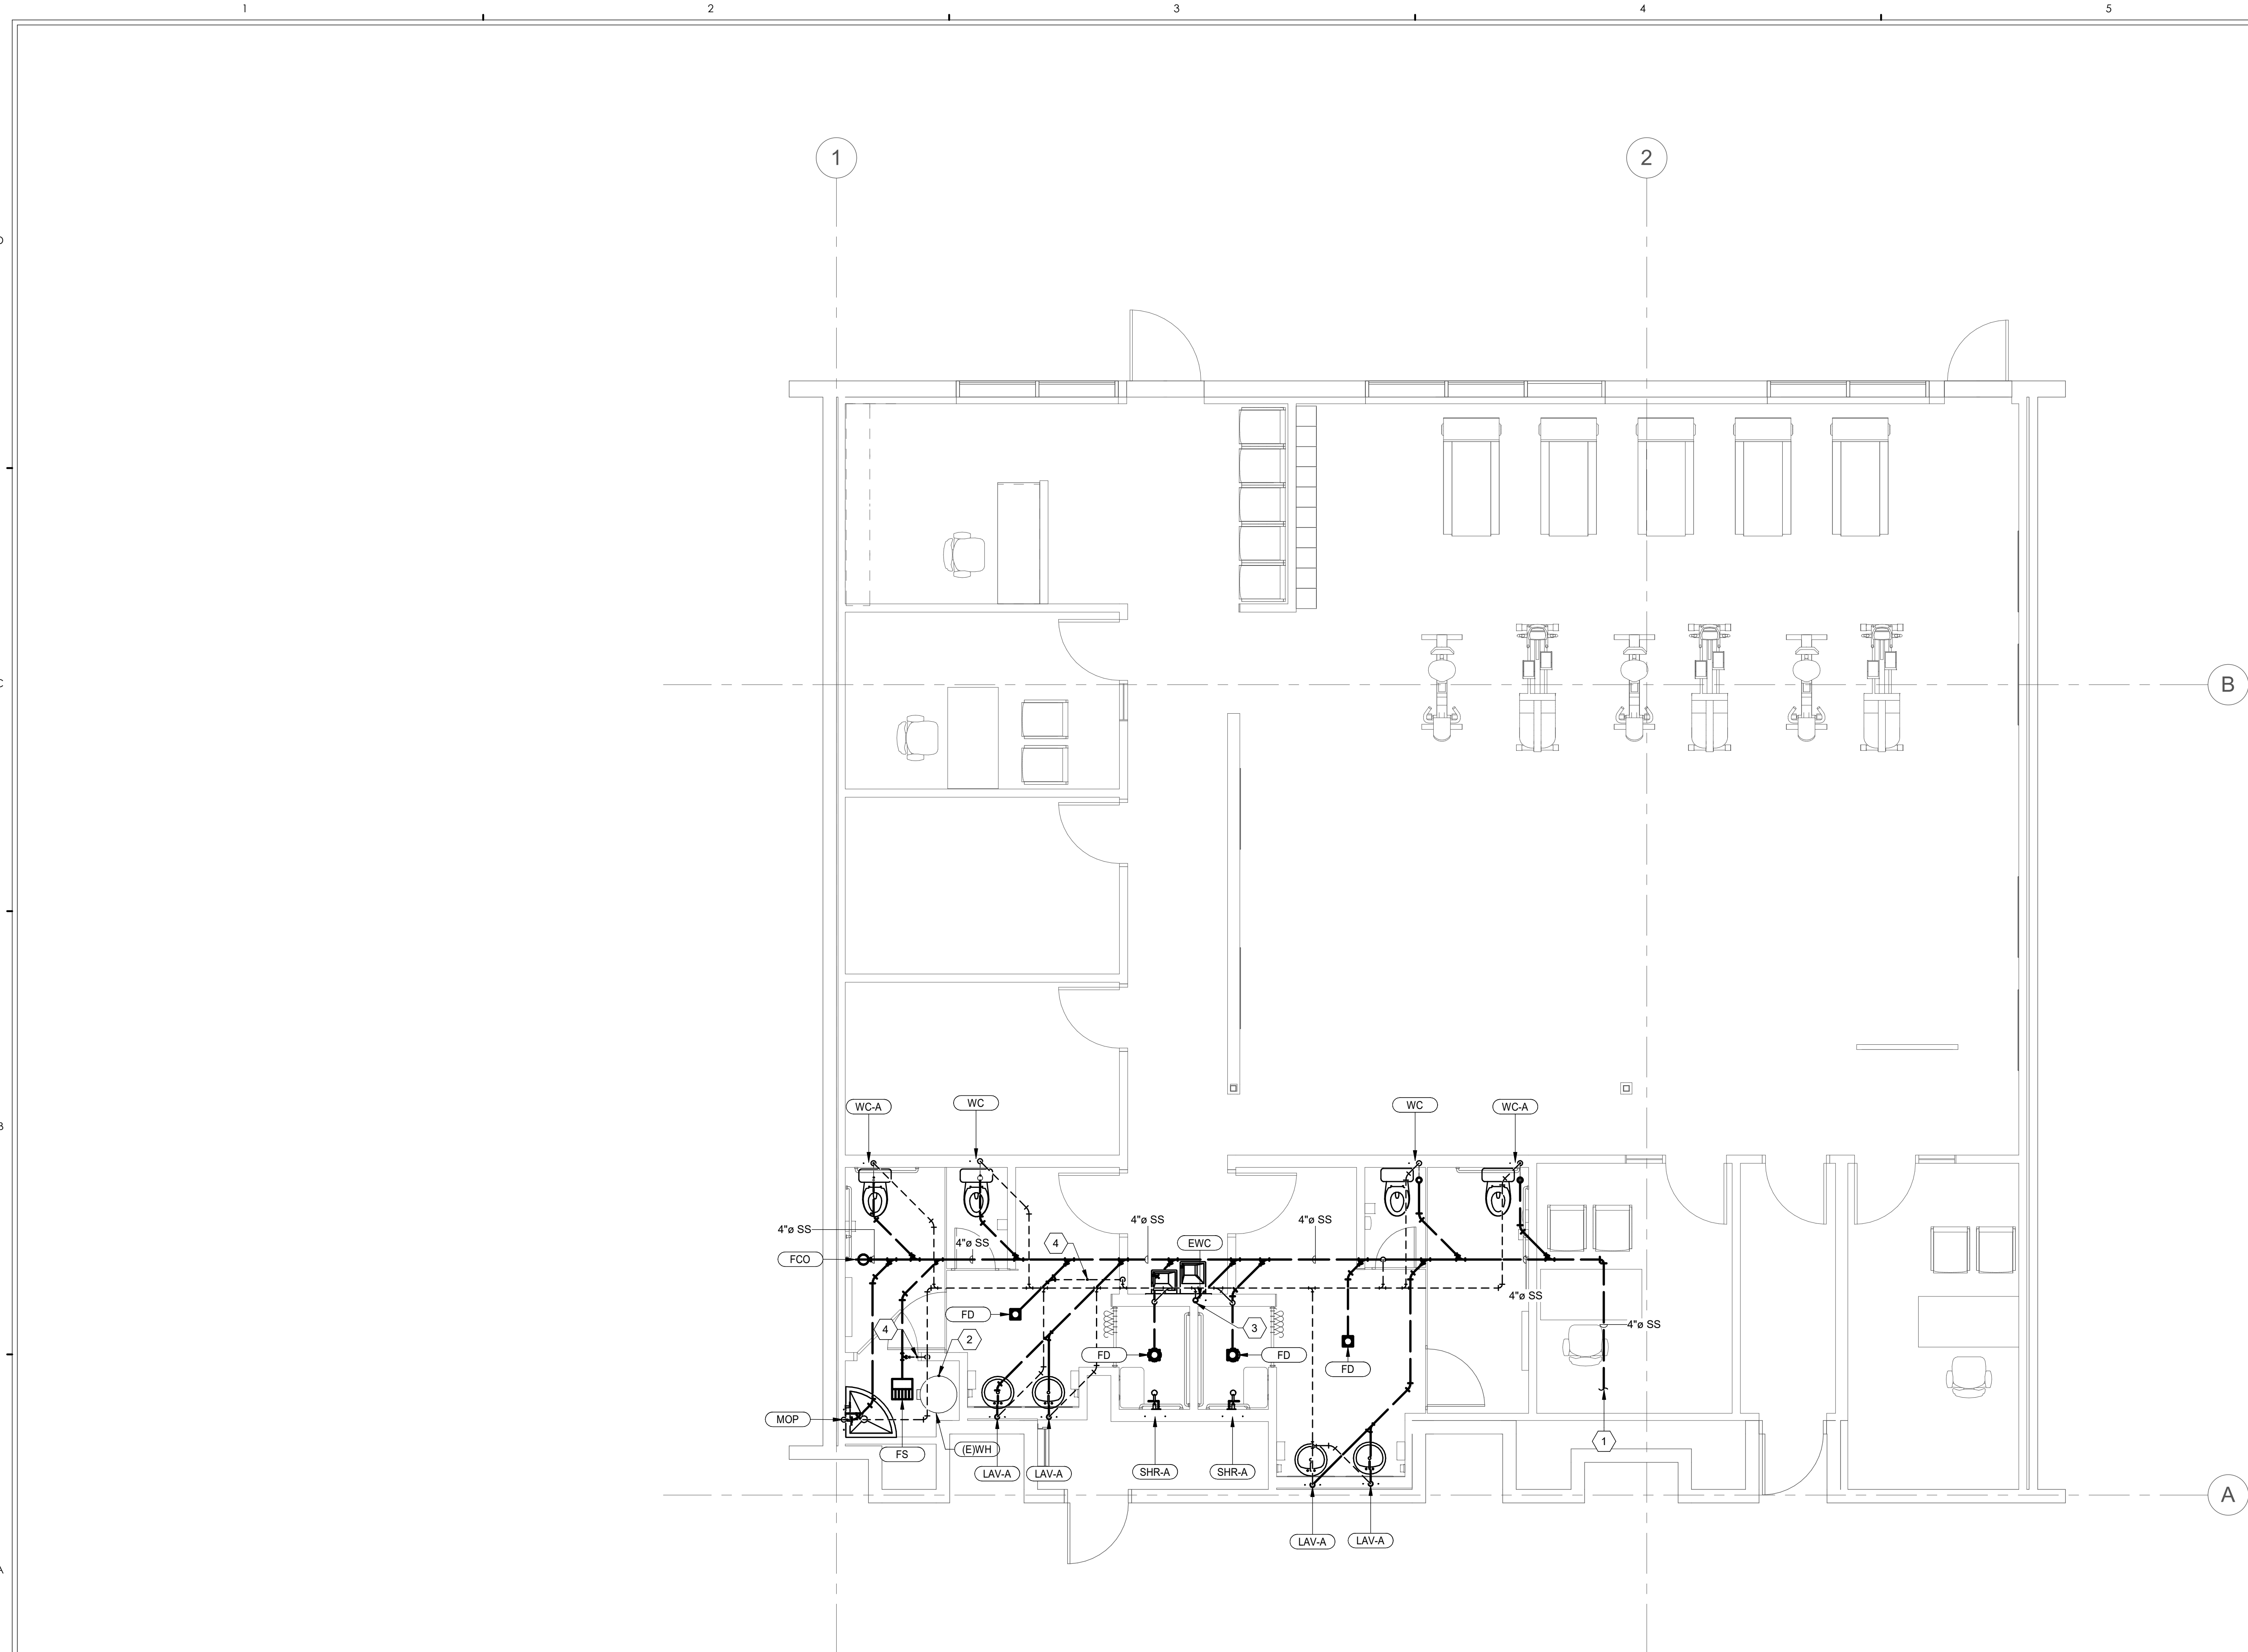 1
2
3
4
5
1
2
D
C
B
B
WC-A
WC
WC
WC-A
4"ø SS
4"ø SS
4"ø SS
4"ø SS
4
EWC
FCO
4"ø SS
FD
4
2
3
4"ø SS
FD
FD
FD
MOP
FS
(E)WH
LAV-A
LAV-A
SHR-A
SHR-A
1
A
LAV-A
LAV-A
A